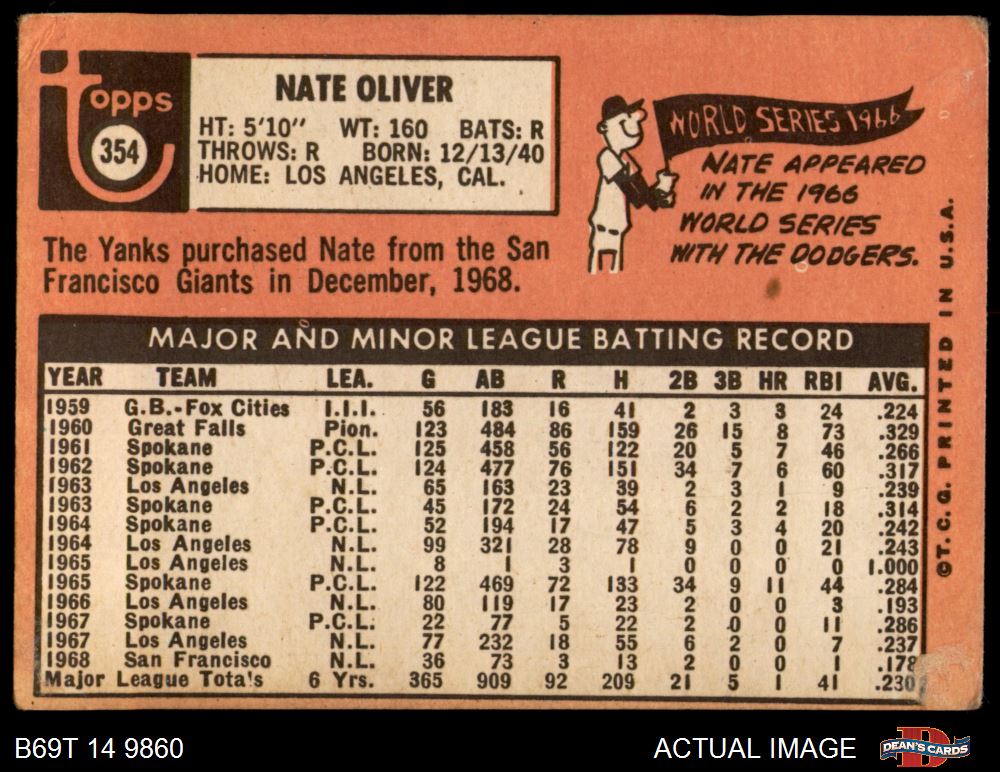 Topps
354
NATE OLIVER
HT: 5'10" WT: 160 BATS: R
THROWS: R BORN: 12/13/40
HOME: LOS ANGELES, CAL.
WORLD SERIES 1966
NATE APPEARED
IN THE 1966
WORLD SERIES
WITH THE DODGERS.
The Yanks purchased Nate from the San
Francisco Giants in December, 1968.
MAJOR AND MINOR LEAGUE BATTING RECORD
YEAR TEAM LEA. G AB R H 2B 3B HR RBI AVG.
1959 G.B.-Fox Cities I.I.I. 56 183 16 41 2 3 3 24 .224
1960 Great Falls Pion. 123 484 86 159 26 15 8 73 .329
1961 Spokane P.C.L. 125 458 56 122 20 5 7 46 .266
1962 Spokane P.C.L. 124 477 76 151 34 7 6 60 .317
1963 Los Angeles N.L. 65 163 23 39 2 3 1 9 .239
1963 Spokane P.C.L. 45 172 24 54 6 2 2 18 .314
1964 Spokane P.C.L. 52 194 17 47 5 3 4 20 .242
1964 Los Angeles N.L. 99 321 28 78 9 0 0 21 .243
1965 Los Angeles N.L. 8 1 3 1 0 0 0 0 1.000
1965 Spokane P.C.L. 122 469 72 133 34 9 11 44 .284
1966 Los Angeles N.L. 80 119 17 23 2 0 0 3 .193
1967 Spokane P.C.L. 22 77 5 22 2 0 0 11 .286
1967 Los Angeles N.L. 77 232 18 55 6 2 0 7 .237
1968 San Francisco N.L. 36 73 3 13 2 0 0 1 .178
Major League Tota's 6 Yrs. 365 909 92 209 21 5 1 41 .230
©T.C.G. PRINTED IN U.S.A.
B69T 14 9860
ACTUAL IMAGE
DEAN'S CARDS